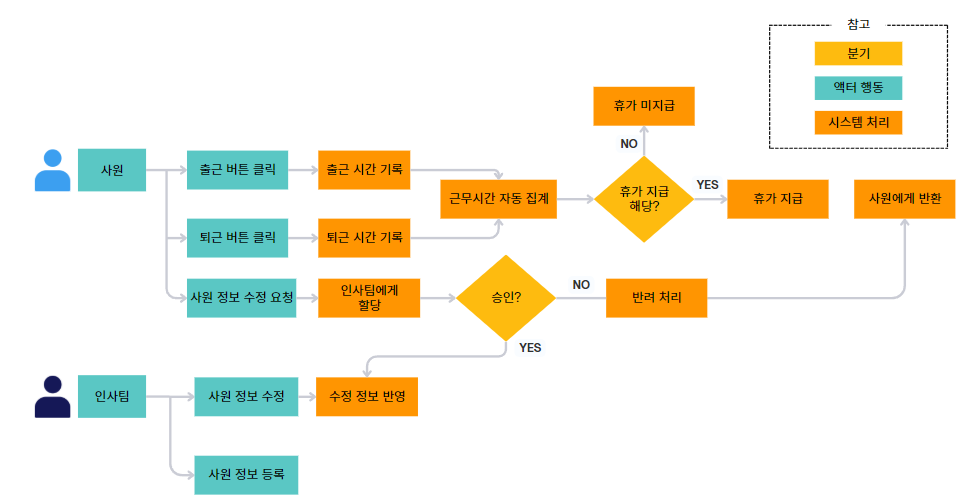 참고
분기
액터 행동
시스템 처리
휴가 미지급
NO
사원
출근 버튼 클릭
출근 시간 기록
근무시간 자동 집계
휴가 지급
해당?
YES
휴가 지급
사원에게 반환
퇴근 버튼 클릭
퇴근 시간 기록
사원 정보 수정 요청
인사팀에게
할당
승인?
NO
반려 처리
YES
인사팀
사원 정보 수정
수정 정보 반영
사원 정보 등록